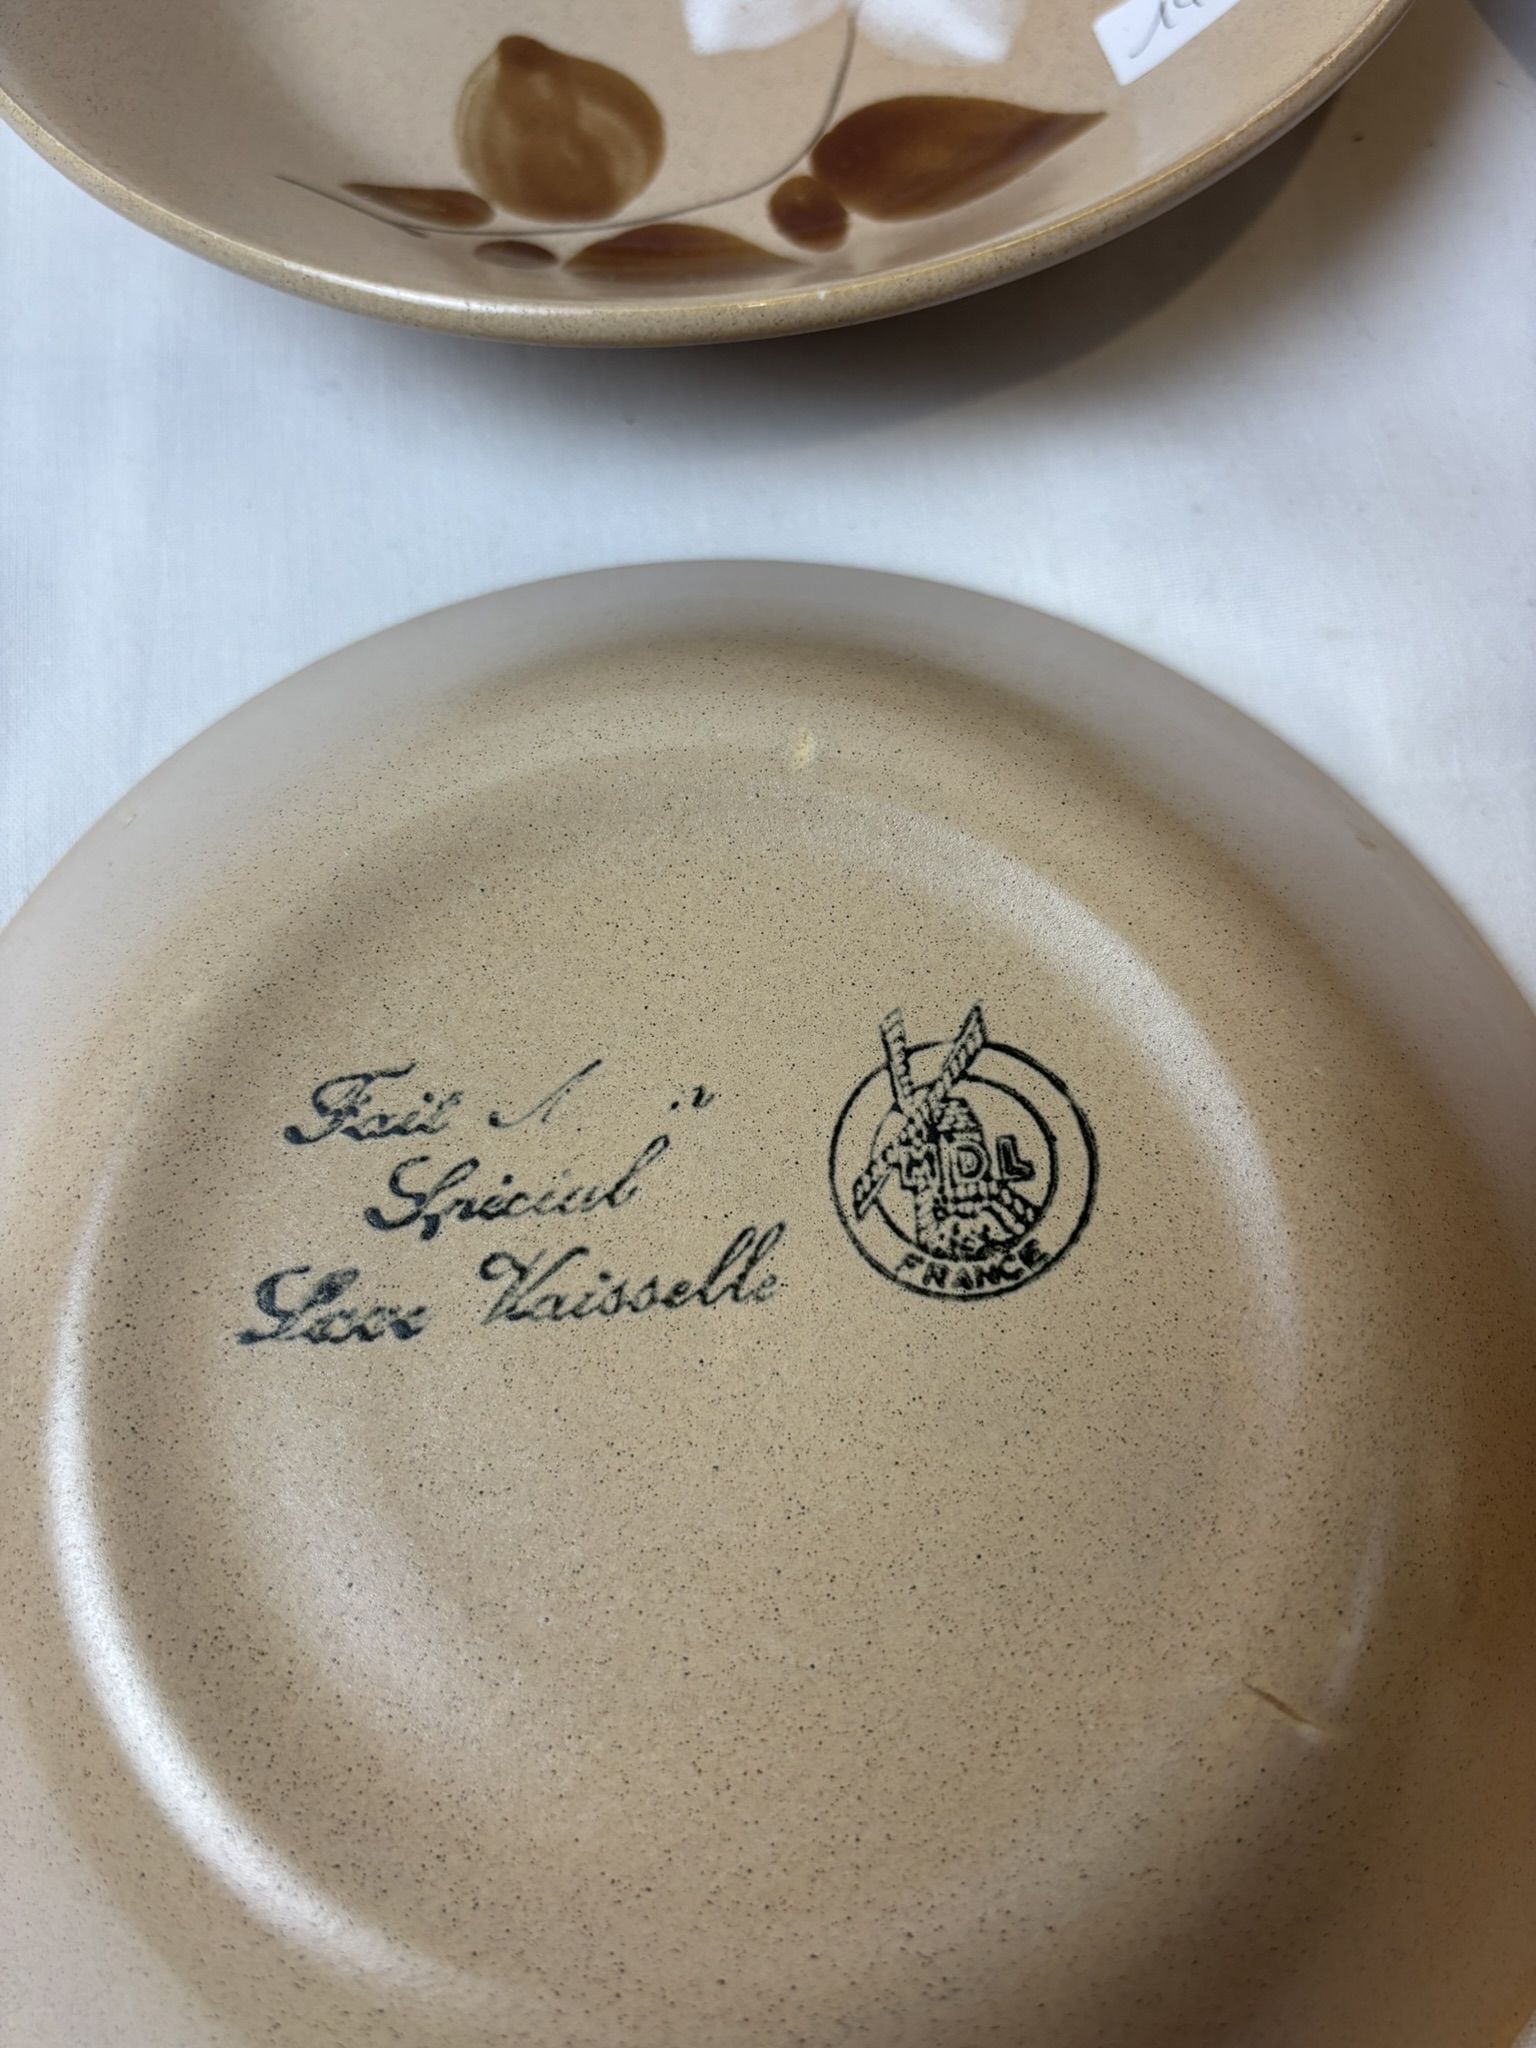 Fait
Spécial
Lave Vaisselle
MDL
FRANCE